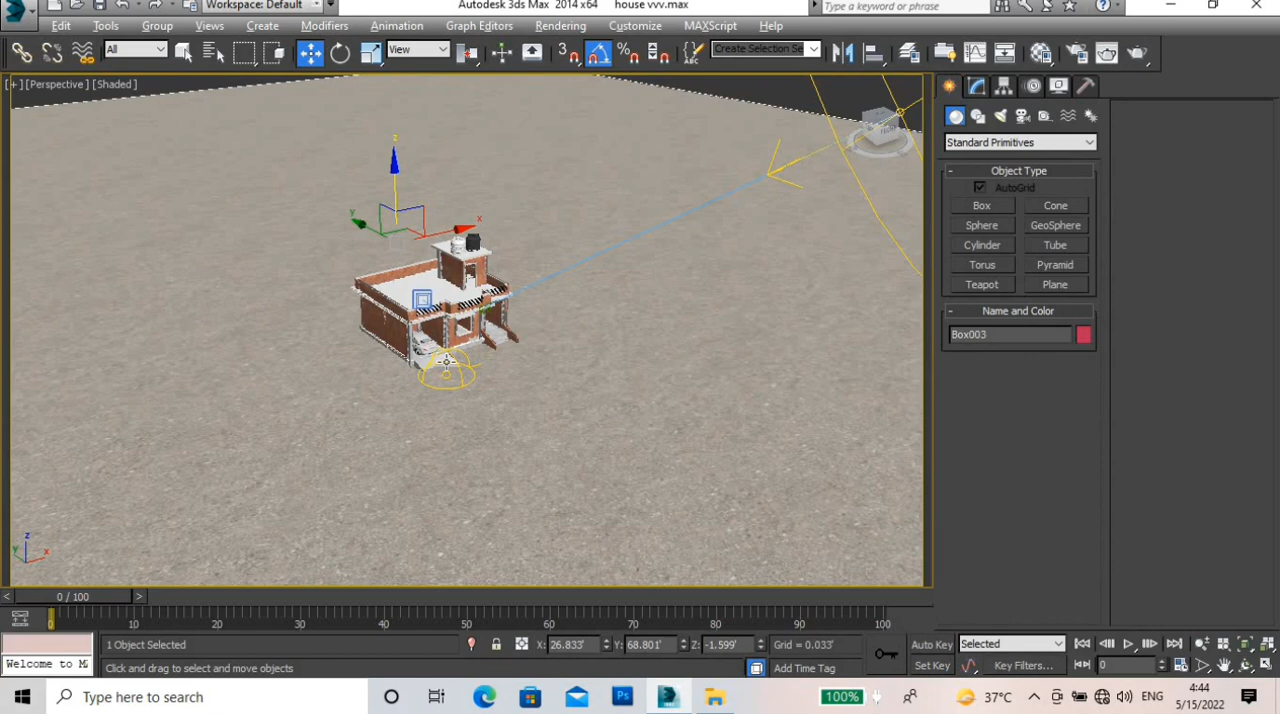 Workspace: Default
Autodesk 3ds Max 2014 x64 house vvv.max
Type a keyword or phrase
Edit Tools Group Views Create Modifiers Animation Graph Editors Rendering Customize MAXScript Help
All
View
3
%
ABC
Create Selection Se
[+] [Perspective] [Shaded]
z
y
x
Standard Primitives
- Object Type
AutoGrid
Box Cone
Sphere GeoSphere
Cylinder Tube
Torus Pyramid
Teapot Plane
- Name and Color
Box003
z
y
x
< 0 / 100 >
0 10 20 30 40 50 60 70 80 90 100
1 Object Selected X: 26.833' Y: 68.801' Z: -1.599' Grid = 0.033' Auto Key Selected
Welcome to M Click and drag to select and move objects Add Time Tag Set Key Key Filters... 0
Type here to search
Ps
100%
37°C
ENG
4:44
5/15/2022